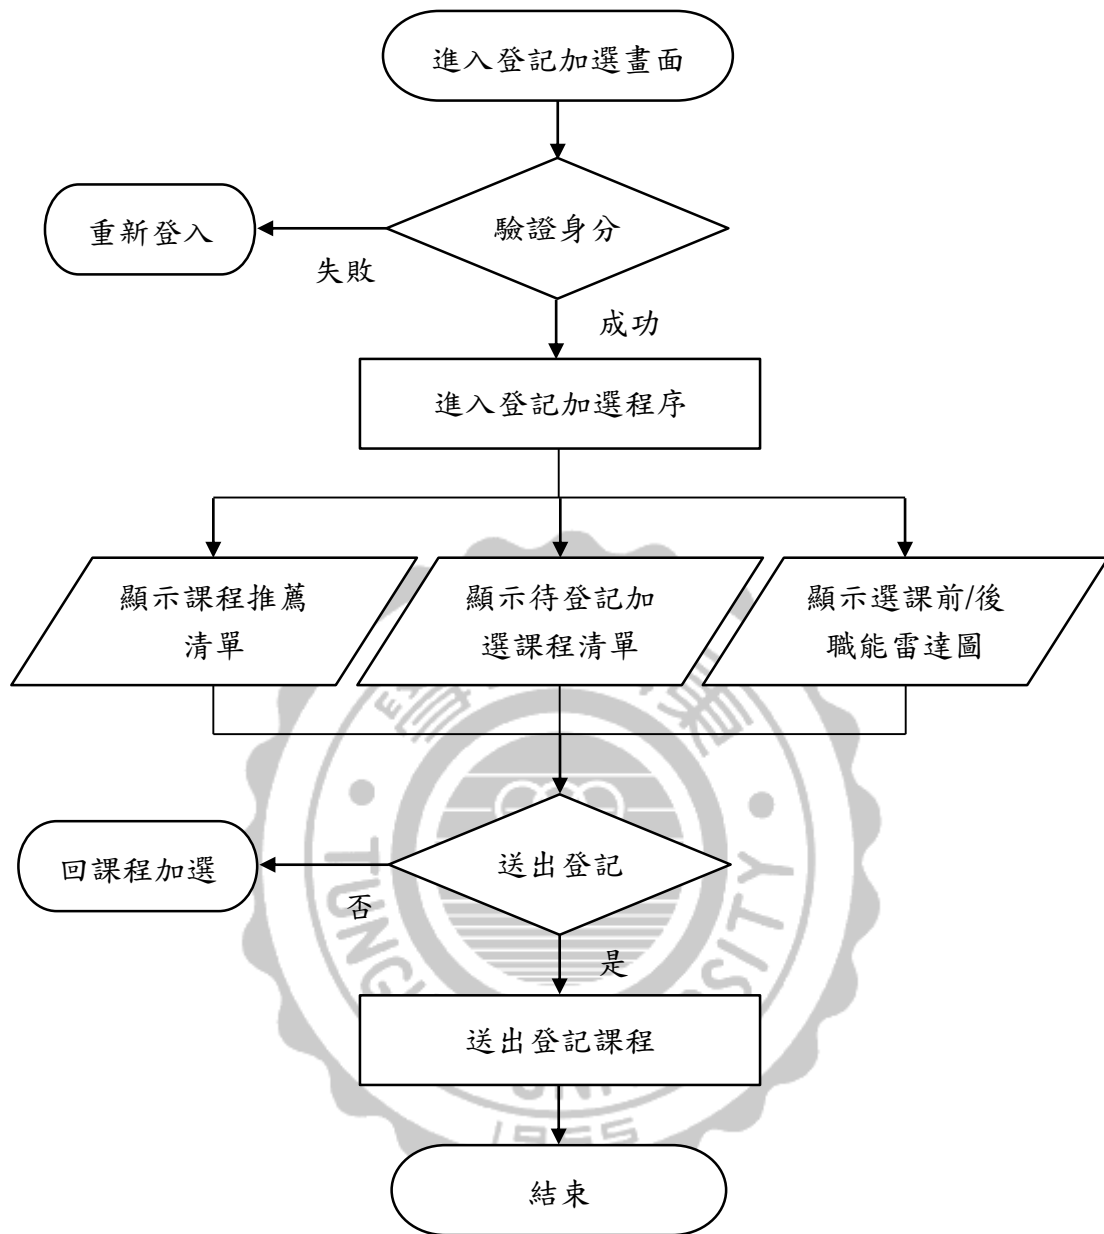 進入登記加選畫面
驗證身分
重新登入
失敗
成功
進入登記加選程序
顯示課程推薦
清單
顯示待登記加
選課程清單
顯示選課前/後
職能雷達圖
送出登記
回課程加選
否
是
送出登記課程
結束
1955